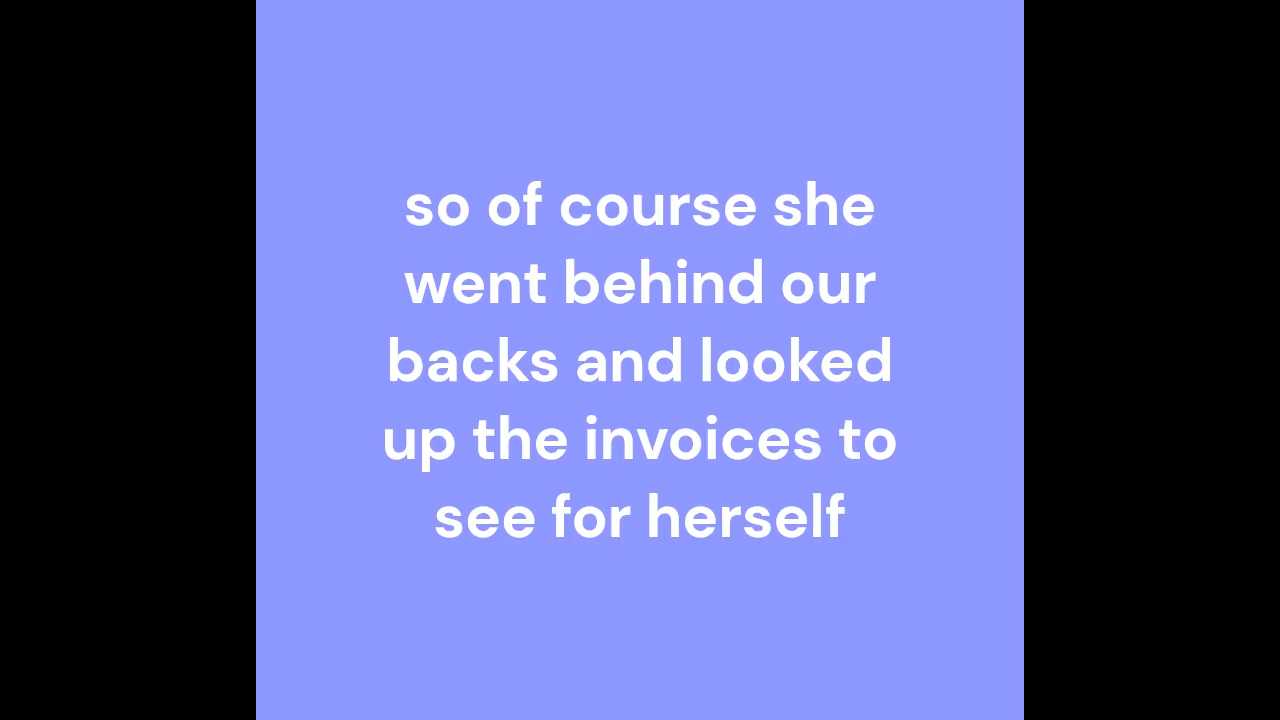 so of course she
went behind our
backs and looked
up the invoices to
see for herself